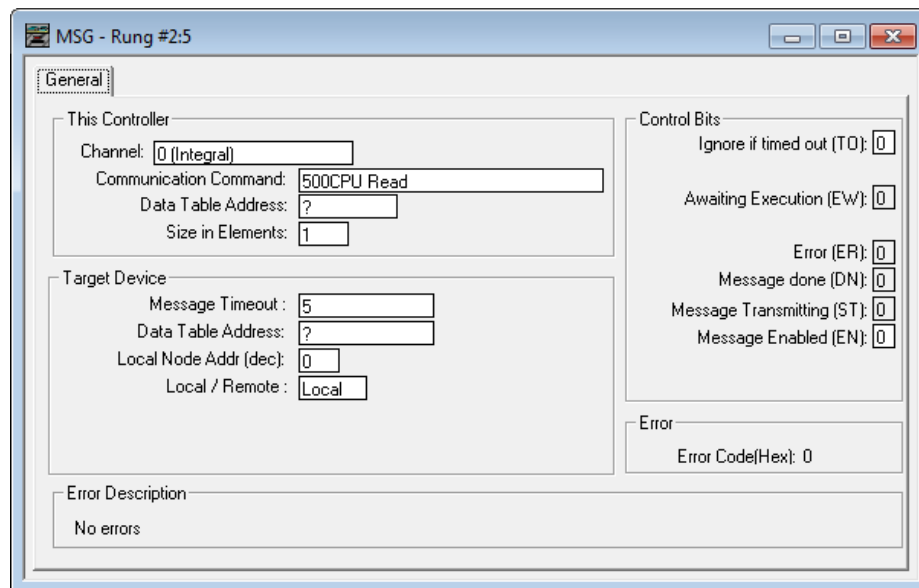 MSG - Rung #2:5
General
This Controller
Channel: 0 (Integral)
Communication Command: 500CPU Read
Data Table Address: ?
Size in Elements: 1
Target Device
Message Timeout : 5
Data Table Address: ?
Local Node Addr (dec): 0
Local / Remote : Local
Control Bits
Ignore if timed out (TO): 0
Awaiting Execution (EW): 0
Error (ER): 0
Message done (DN): 0
Message Transmitting (ST): 0
Message Enabled (EN): 0
Error
Error Code(Hex): 0
Error Description
No errors